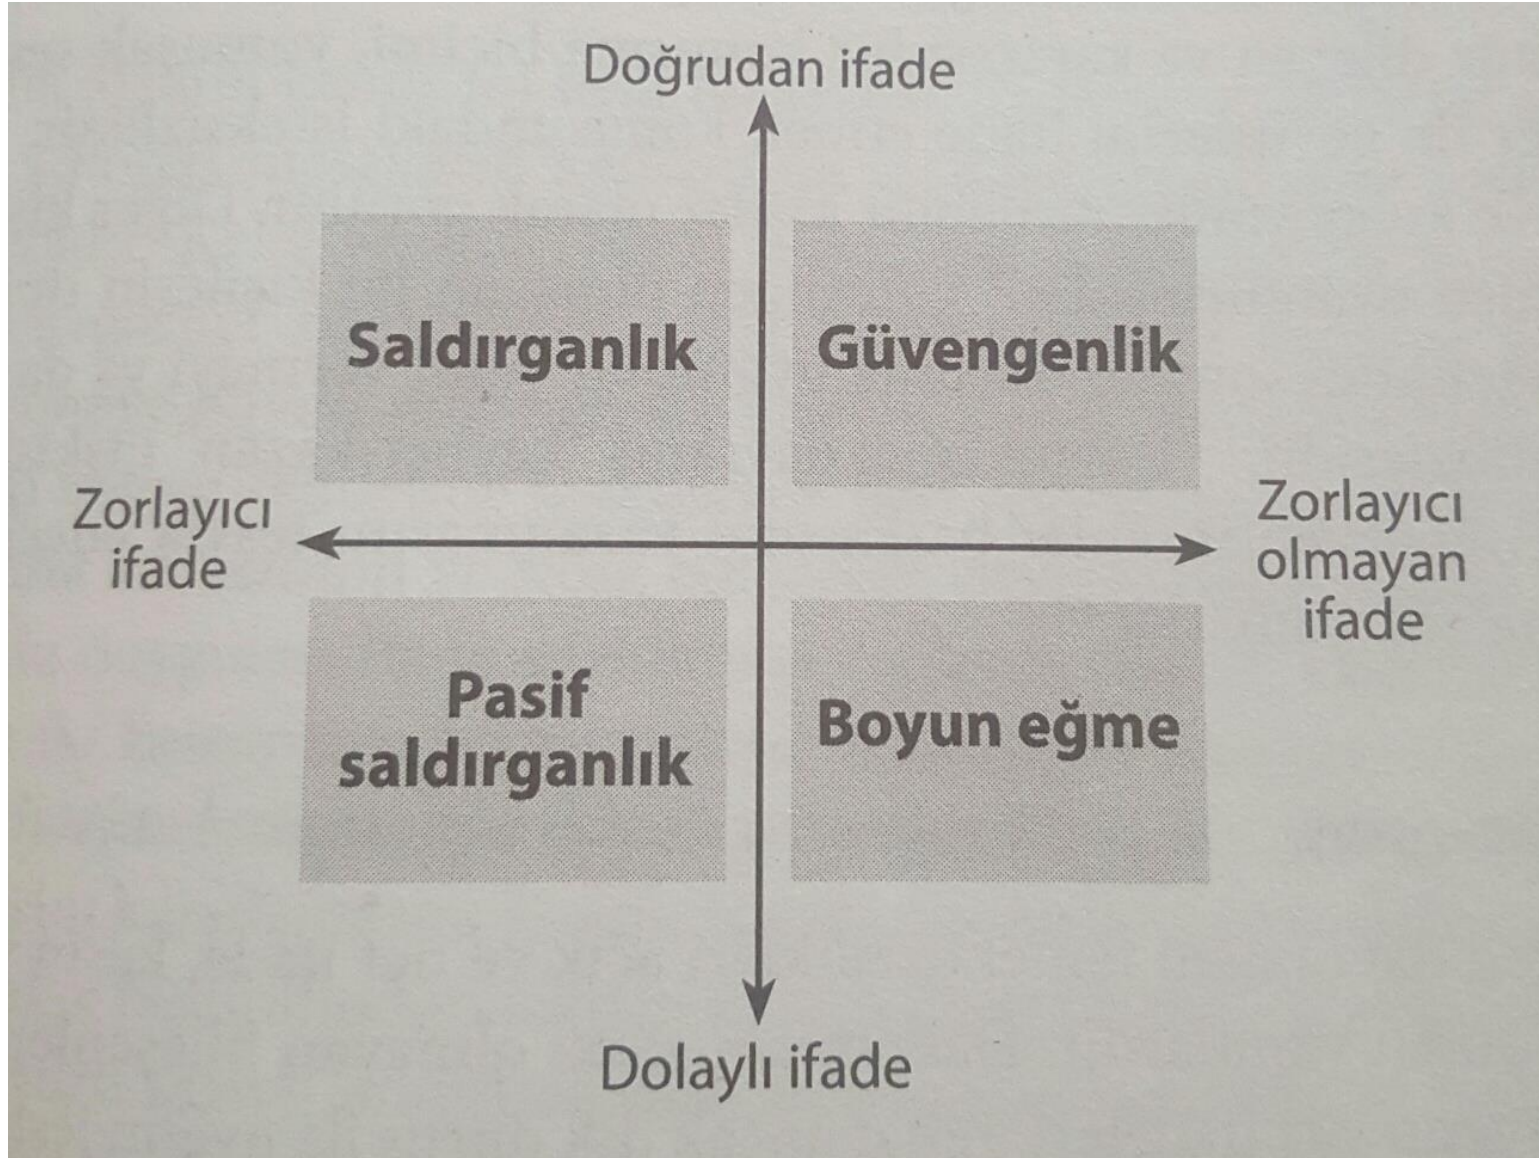 Doğrudan ifade
Saldırganlık
Güvengenlik
Zorlayıcı
ifade
Zorlayıcı
olmayan
ifade
Pasif
saldırganlık
Boyun eğme
Dolaylı ifade